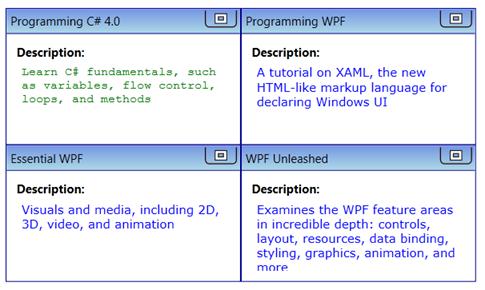 Programming C# 4.0
Description:
Learn C# fundamentals, such
as variables, flow control,
loops, and methods
Programming WPF
Description:
A tutorial on XAML, the new
HTML-like markup language for
declaring Windows UI
Essential WPF
Description:
Visuals and media, including 2D,
3D, video, and animation
WPF Unleashed
Description:
Examines the WPF feature areas
in incredible depth: controls,
layout, resources, data binding,
styling, graphics, animation, and
more